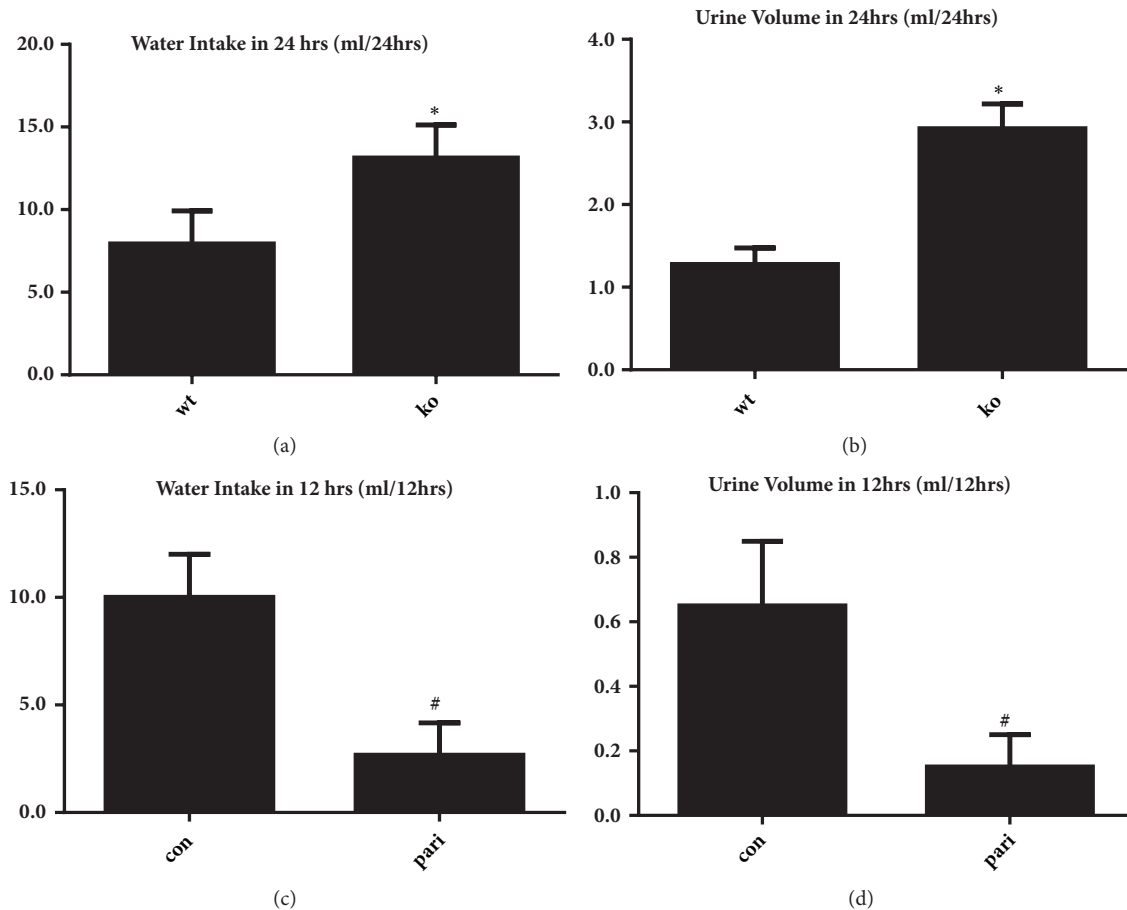 Water Intake in 24 hrs (ml/24hrs)
20.0
15.0
10.0
5.0
0.0
*
wt
ko
(a)
Urine Volume in 24hrs (ml/24hrs)
4.0
3.0
2.0
1.0
0.0
*
wt
ko
(b)
Water Intake in 12 hrs (ml/12hrs)
15.0
10.0
5.0
0.0
#
con
pari
(c)
Urine Volume in 12hrs (ml/12hrs)
1.0
0.8
0.6
0.4
0.2
0.0
#
con
pari
(d)